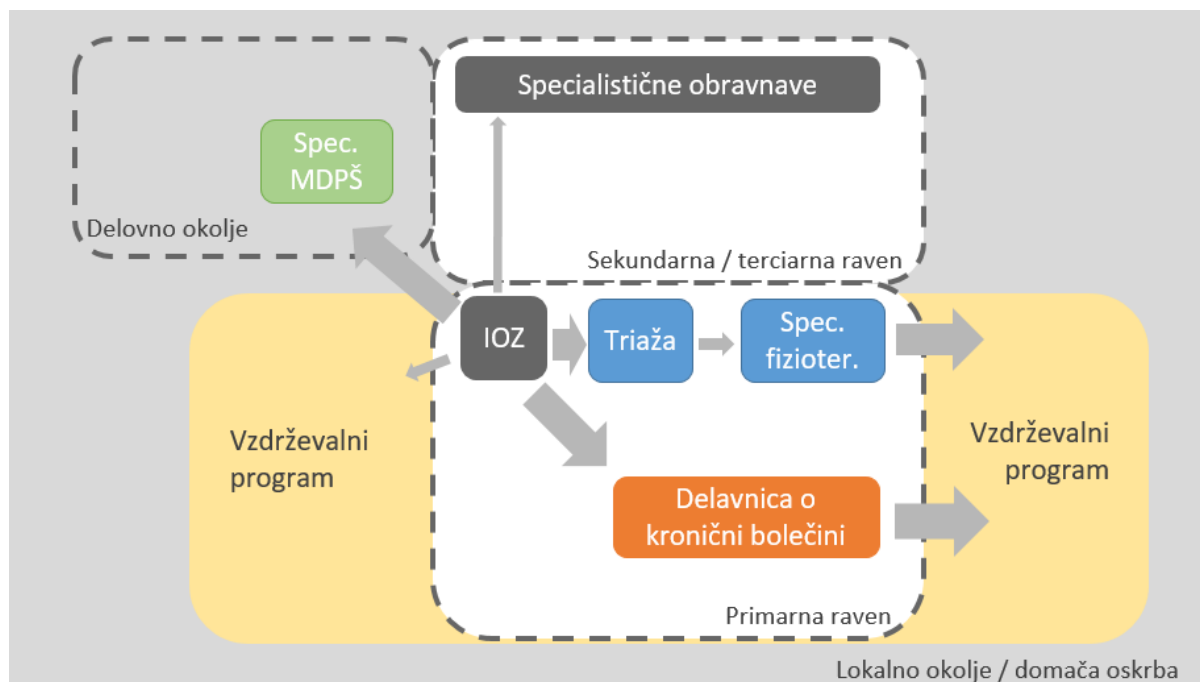 Specialistične obravnave
Spec.
MDPŠ
Delovno okolje
Sekundarna / terciarna raven
IOZ
Triaža
Spec.
fizioter.
Vzdrževalni
program
Vzdrževalni
program
Delavnica o
kronični bolečini
Primarna raven
Lokalno okolje / domača oskrba